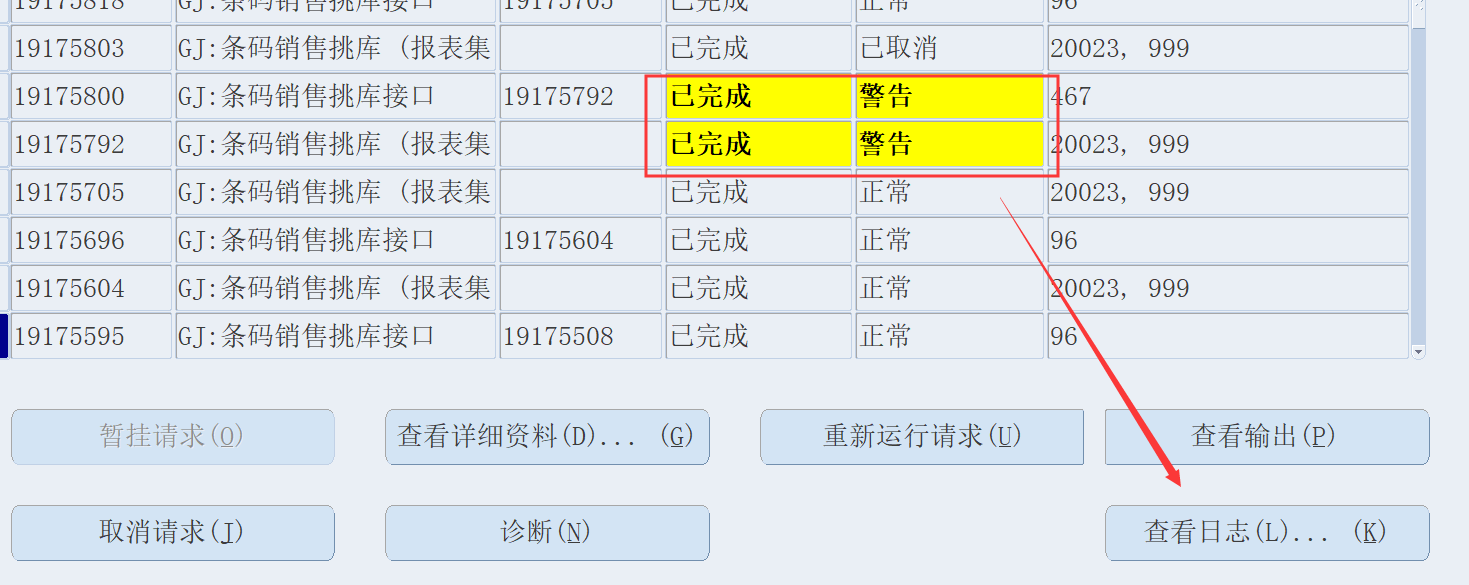 19175818 GJ:条码销售挑库接口 19175705 已完成 正常 96
19175803 GJ:条码销售挑库 (报表集 已完成 已取消 20023, 999
19175800 GJ:条码销售挑库接口 19175792 已完成 警告 467
19175792 GJ:条码销售挑库 (报表集 已完成 警告 20023, 999
19175705 GJ:条码销售挑库 (报表集 已完成 正常 20023, 999
19175696 GJ:条码销售挑库接口 19175604 已完成 正常 96
19175604 GJ:条码销售挑库 (报表集 已完成 正常 20023, 999
19175595 GJ:条码销售挑库接口 19175508 已完成 正常 96
暂挂请求(O) 查看详细资料(D)... (G) 重新运行请求(U) 查看输出(P)
取消请求(J) 诊断(N) 查看日志(L)... (K)